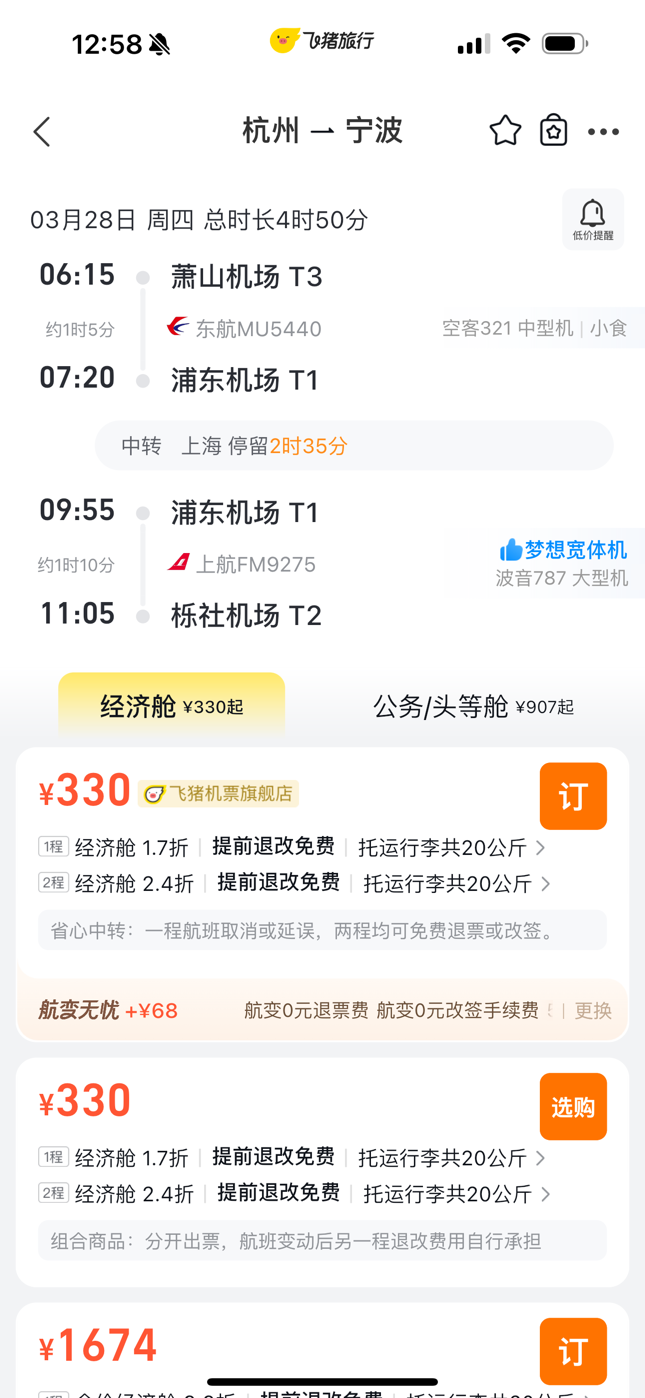 12:58 飞猪旅行
杭州 → 宁波
03月28日 周四 总时长4时50分
低价提醒
06:15 萧山机场 T3
约1时5分 东航MU5440 空客321 中型机 | 小食
07:20 浦东机场 T1
中转 上海 停留2时35分
09:55 浦东机场 T1
梦想宽体机
约1时10分 上航FM9275 波音787 大型机
11:05 栎社机场 T2
经济舱 ¥330起 公务/头等舱 ¥907起
¥330 飞猪机票旗舰店 订
1程 经济舱 1.7折 | 提前退改免费 | 托运行李共20公斤 >
2程 经济舱 2.4折 | 提前退改免费 | 托运行李共20公斤 >
省心中转：一程航班取消或延误，两程均可免费退票或改签。
航变无忧 +¥68 航变0元退票费 航变0元改签手续费 | 更换
¥330 选购
1程 经济舱 1.7折 | 提前退改免费 | 托运行李共20公斤 >
2程 经济舱 2.4折 | 提前退改免费 | 托运行李共20公斤 >
组合商品：分开出票，航班变动后另一程退改费用自行承担
¥1674 订